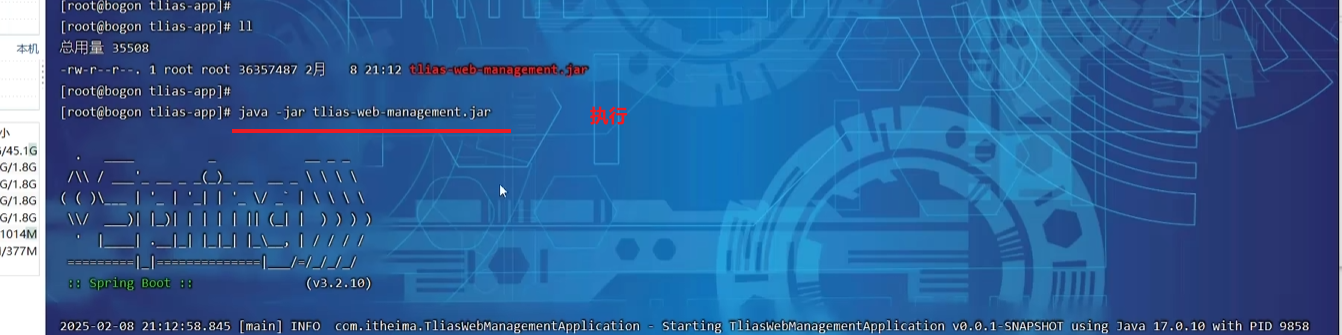 [root@bogon tlias-app]#
[root@bogon tlias-app]# ll
本机
总用量 35508
-rw-r--r--. 1 root root 36357487 2月   8 21:12 tlias-web-management.jar
[root@bogon tlias-app]#
[root@bogon tlias-app]# java -jar tlias-web-management.jar
执行
小
/45.1G
G/1.8G
G/1.8G
G/1.8G
G/1.8G
1014M
/377M
:: Spring Boot ::                (v3.2.10)
2025-02-08 21:12:58.845 [main] INFO  com.itheima.TliasWebManagementApplication - Starting TliasWebManagementApplication v0.0.1-SNAPSHOT using Java 17.0.10 with PID 9858